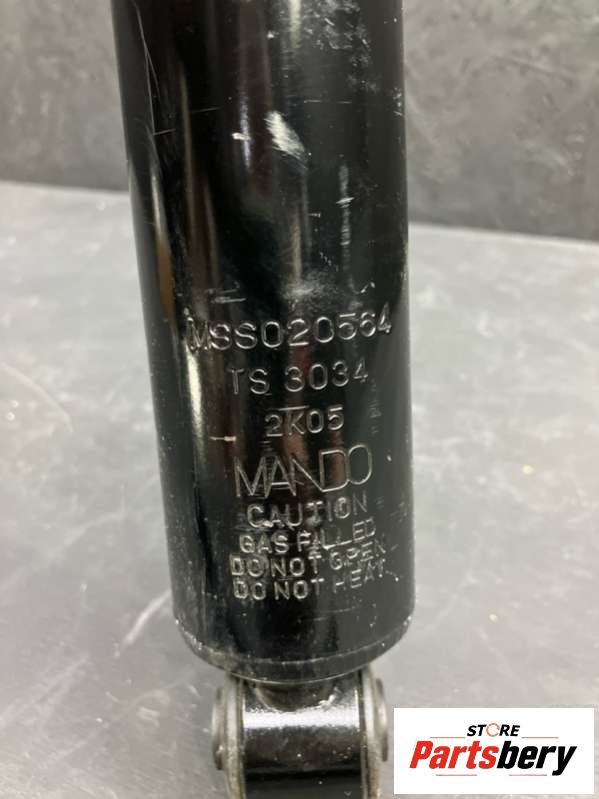 MSS020564
TS 3034
2K05
MANDO
CAUTION
GAS FILLED
DO NOT OPEN
DO NOT HEAT
STORE
Partsbery